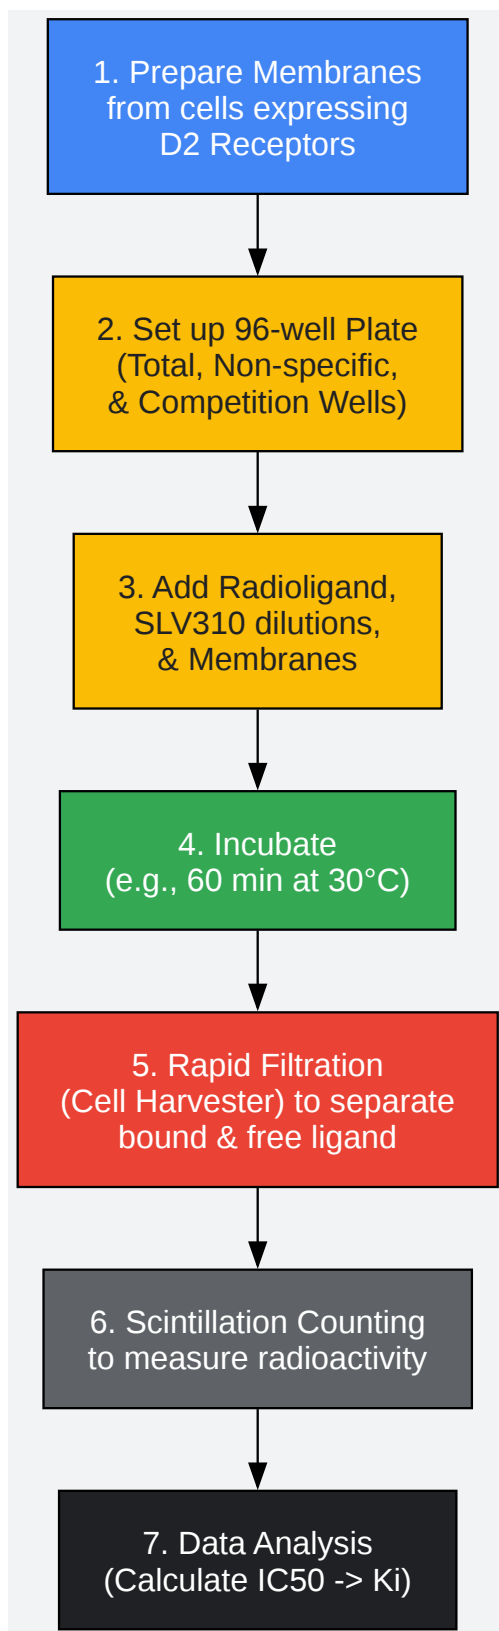 1. Prepare Membranes
from cells expressing
D2 Receptors
2. Set up 96-well Plate
(Total, Non-specific,
& Competition Wells)
3. Add Radioligand,
SLV310 dilutions,
& Membranes
4. Incubate
(e.g., 60 min at 30°C)
5. Rapid Filtration
(Cell Harvester) to separate
bound & free ligand
6. Scintillation Counting
to measure radioactivity
7. Data Analysis
(Calculate IC50 -> Ki)